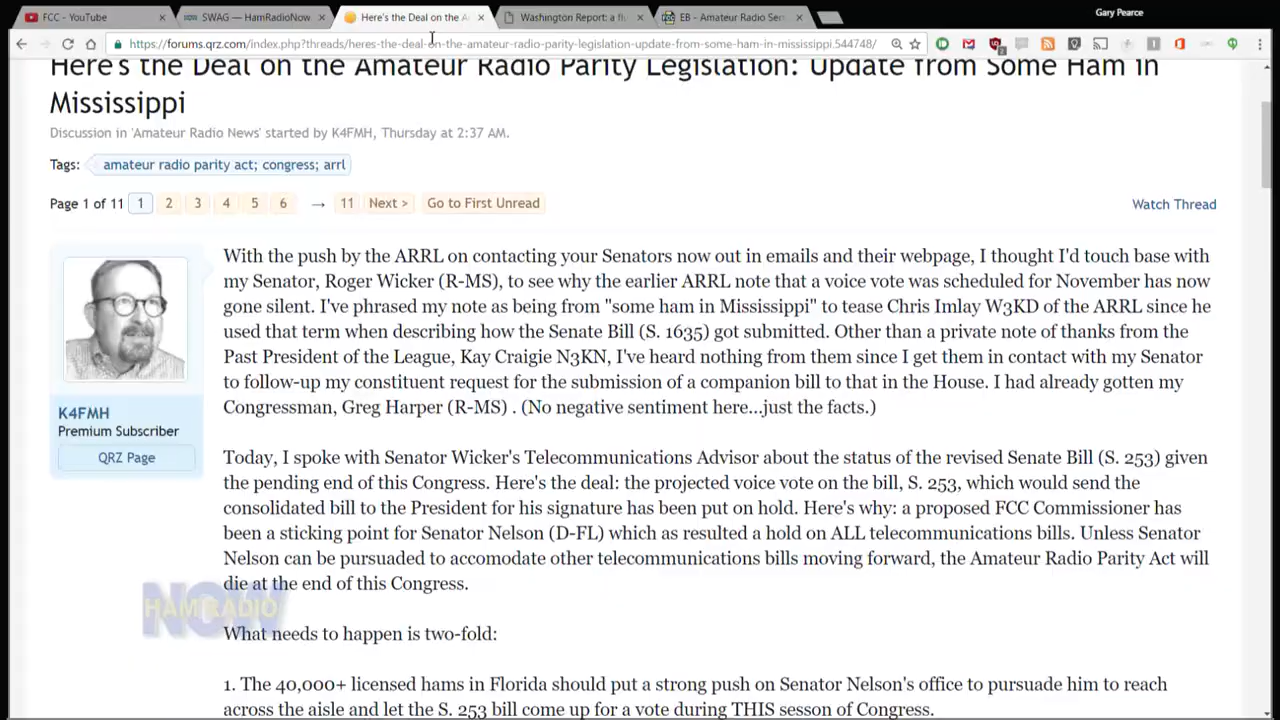 Gary Pearce
FCC - YouTube
SWAG — HamRadioNow
Here's the Deal on the A
Washington Report: a fl
EB - Amateur Radio Ser
https://forums.qrz.com/index.php?threads/heres-the-deal-on-the-amateur-radio-parity-legislation-update-from-some-ham-in-mississippi.544748/
Here's the Deal on the Amateur Radio Parity Legislation: Update from Some Ham in
Mississippi
Discussion in 'Amateur Radio News' started by K4FMH, Thursday at 2:37 AM.
Tags: amateur radio parity act; congress; arrl
Page 1 of 11 1 2 3 4 5 6 → 11 Next > Go to First Unread
Watch Thread
K4FMH
Premium Subscriber
QRZ Page
With the push by the ARRL on contacting your Senators now out in emails and their webpage, I thought I'd touch base with
my Senator, Roger Wicker (R-MS), to see why the earlier ARRL note that a voice vote was scheduled for November has now
gone silent. I've phrased my note as being from "some ham in Mississippi" to tease Chris Imlay W3KD of the ARRL since he
used that term when describing how the Senate Bill (S. 1635) got submitted. Other than a private note of thanks from the
Past President of the League, Kay Craigie N3KN, I've heard nothing from them since I get them in contact with my Senator
to follow-up my constituent request for the submission of a companion bill to that in the House. I had already gotten my
Congressman, Greg Harper (R-MS) . (No negative sentiment here...just the facts.)
Today, I spoke with Senator Wicker's Telecommunications Advisor about the status of the revised Senate Bill (S. 253) given
the pending end of this Congress. Here's the deal: the projected voice vote on the bill, S. 253, which would send the
consolidated bill to the President for his signature has been put on hold. Here's why: a proposed FCC Commissioner has
been a sticking point for Senator Nelson (D-FL) which as resulted a hold on ALL telecommunications bills. Unless Senator
Nelson can be pursuaded to accomodate other telecommunications bills moving forward, the Amateur Radio Parity Act will
die at the end of this Congress.
HAM RADIO
NOW
What needs to happen is two-fold:
1. The 40,000+ licensed hams in Florida should put a strong push on Senator Nelson's office to pursuade him to reach
across the aisle and let the S. 253 bill come up for a vote during THIS sesson of Congress.